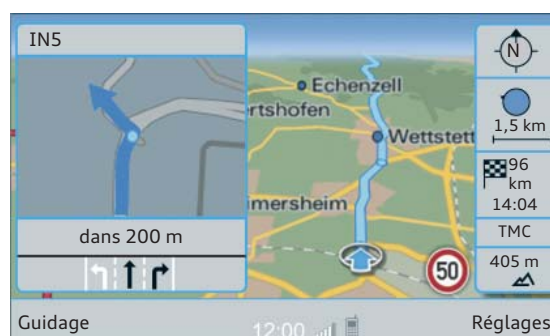 IN5
dans 200 m
Echenzell
rtshofen
Wettstett
imersheim
50
N
1,5 km
96
km
14:04
TMC
405 m
Guidage
12:00
Réglages